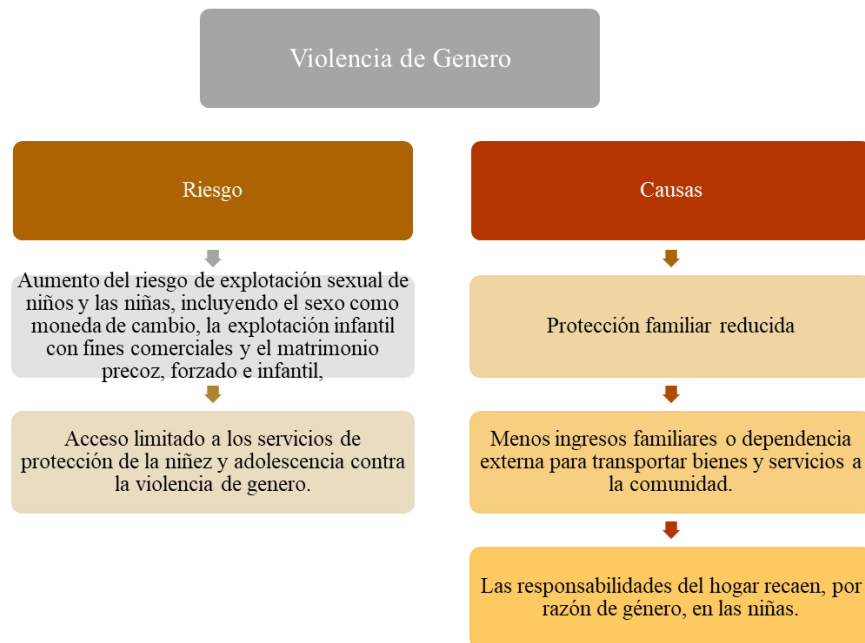 Violencia de Genero
Riesgo
Aumento del riesgo de explotación sexual de
niños y las niñas, incluyendo el sexo como
moneda de cambio, la explotación infantil
con fines comerciales y el matrimonio
precoz, forzado e infantil,
Acceso limitado a los servicios de
protección de la niñez y adolescencia contra
la violencia de genero.
Causas
Protección familiar reducida
Menos ingresos familiares o dependencia
externa para transportar bienes y servicios a
la comunidad.
Las responsabilidades del hogar recaen, por
razón de género, en las niñas.